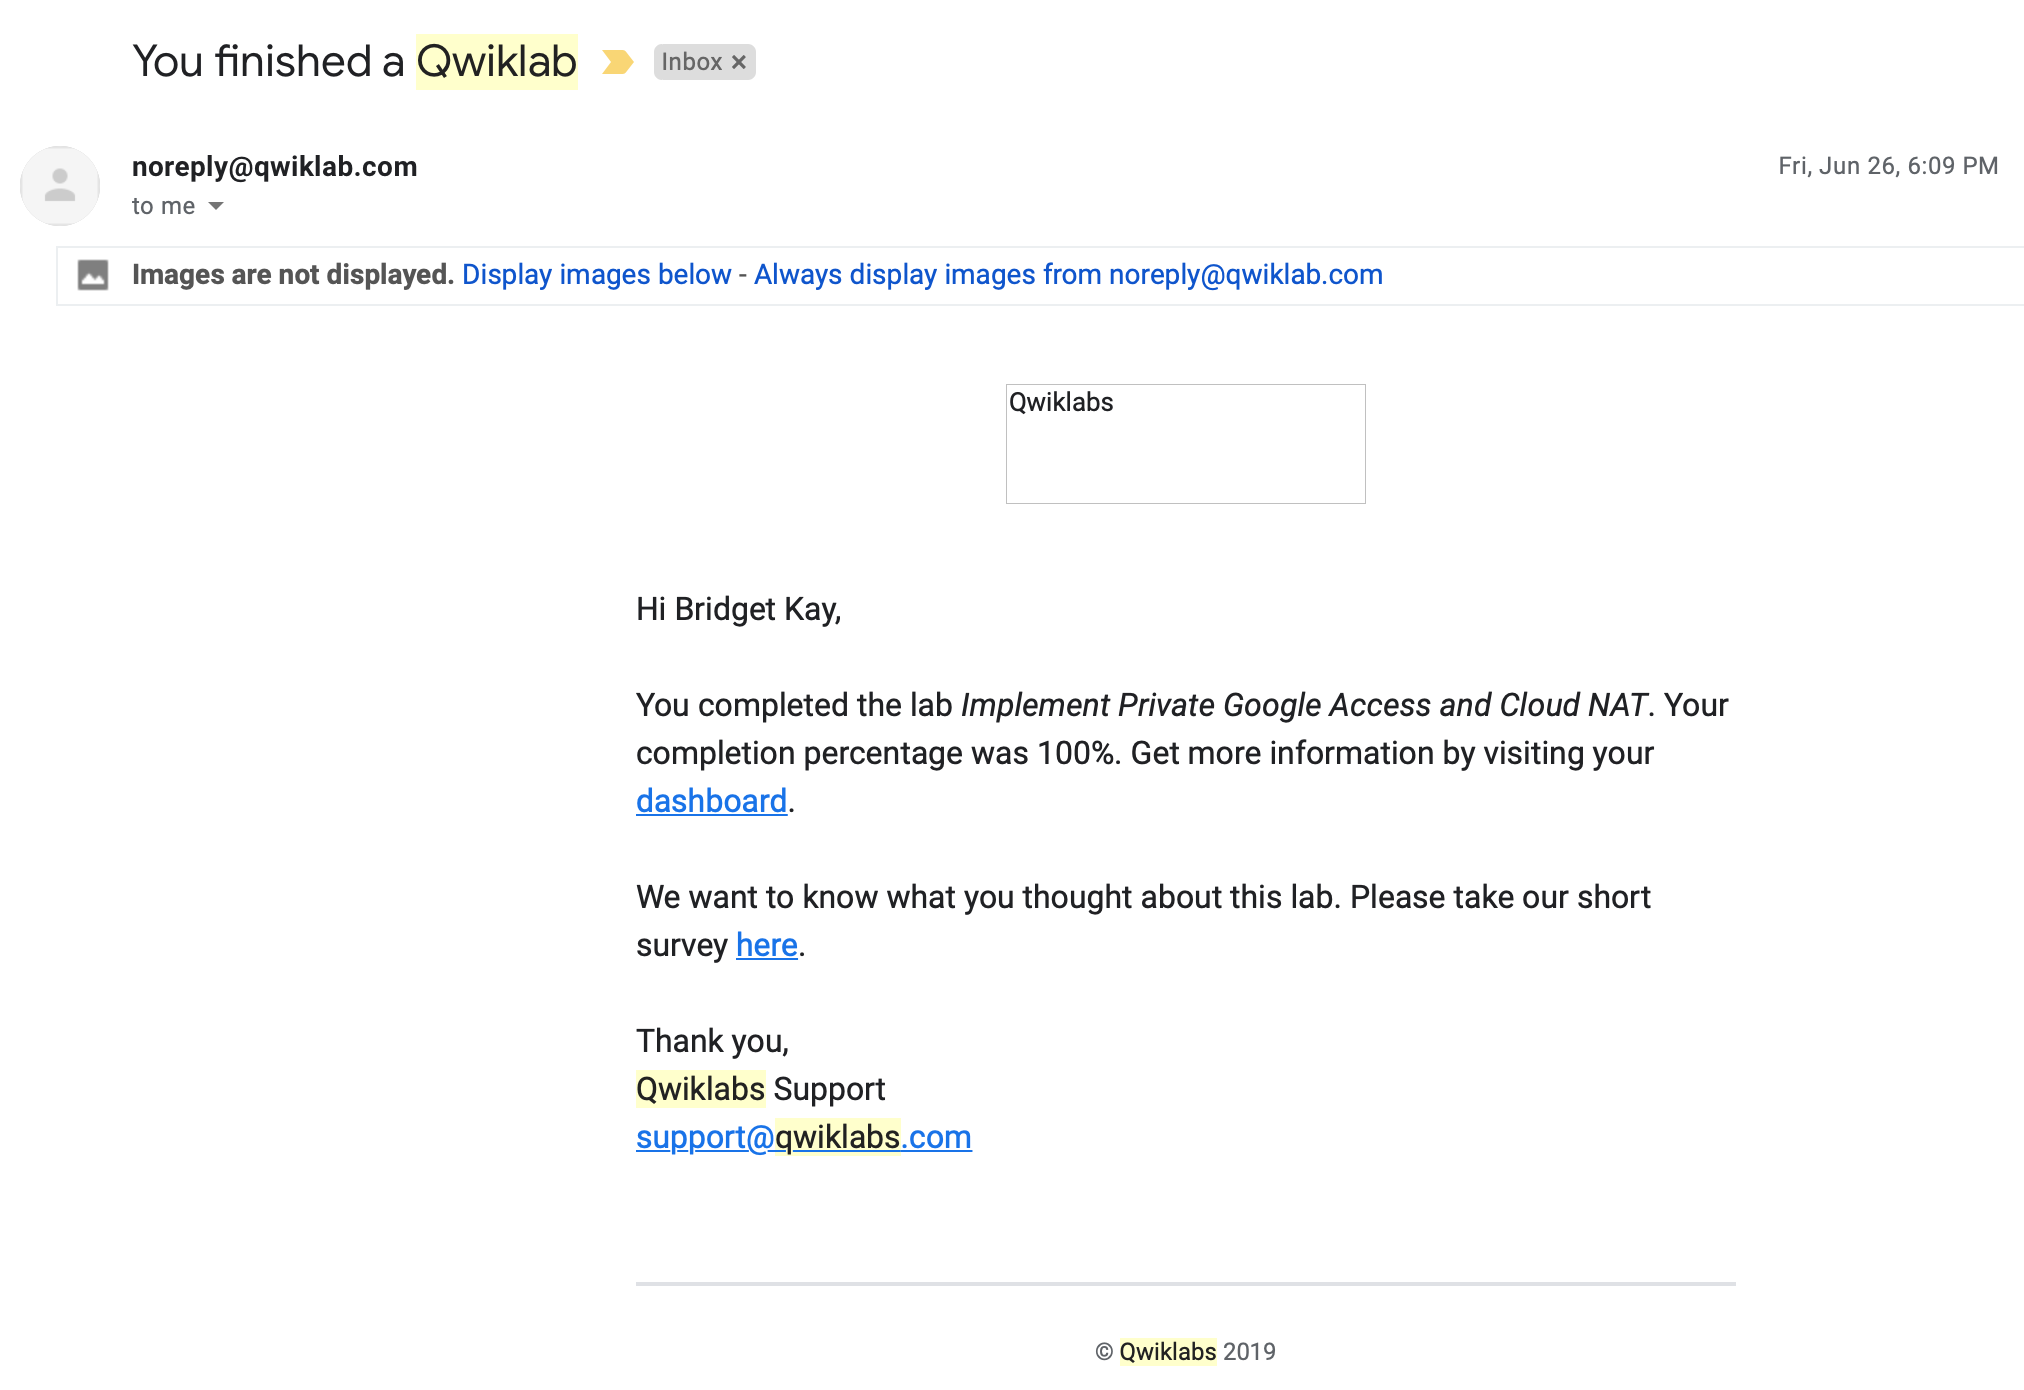 You finished a Qwiklab Inbox ×
noreply@qwiklab.com
Fri, Jun 26, 6:09 PM
to me
Images are not displayed. Display images below - Always display images from noreply@qwiklab.com
Qwiklabs
Hi Bridget Kay,
You completed the lab Implement Private Google Access and Cloud NAT. Your
completion percentage was 100%. Get more information by visiting your
dashboard.
We want to know what you thought about this lab. Please take our short
survey here.
Thank you,
Qwiklabs Support
support@qwiklabs.com
© Qwiklabs 2019